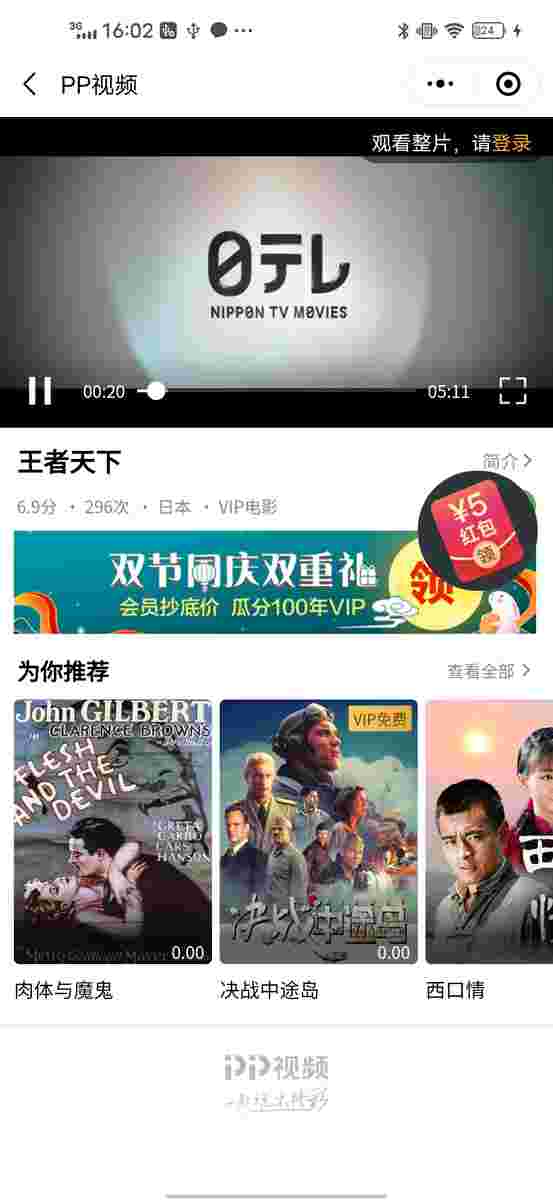 3G 16:02 24
PP视频
观看整片，请登录
日テレ
NIPPON TV MOVIES
00:20 05:11
王者天下 简介
6.9分 · 296次 · 日本 · VIP电影
¥5
红包
领
双节同庆双重礼 领
会员抄底价 瓜分100年VIP
为你推荐 查看全部
John GILBERT
CLARENCE BROWN'S
FLESH
AND THE
DEVIL
GRETA
GARBO
LARS
HANSON
VIP免费
决战中途岛
0.00 0.00
肉体与魔鬼 决战中途岛 西口情
PP视频